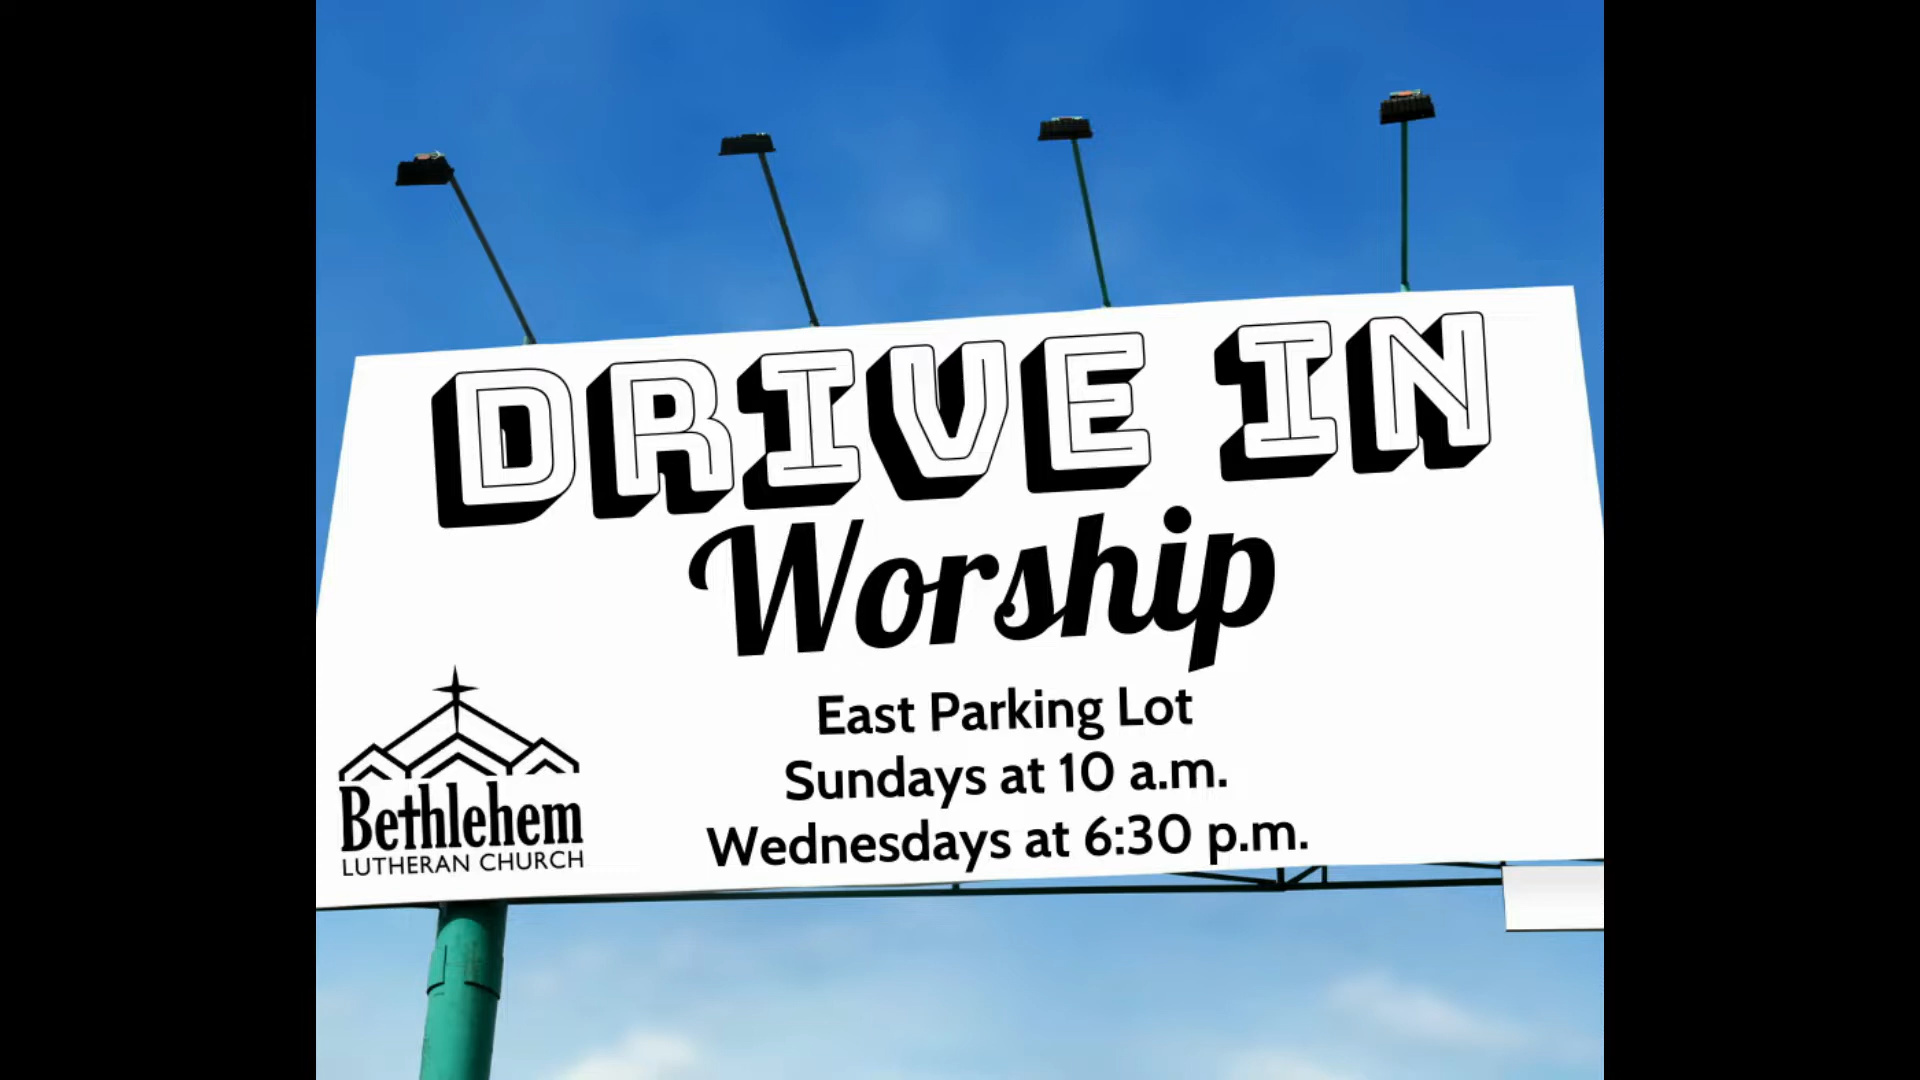 DRIVE IN
Worship
East Parking Lot
Sundays at 10 a.m.
Wednesdays at 6:30 p.m.
Bethlehem
LUTHERAN CHURCH